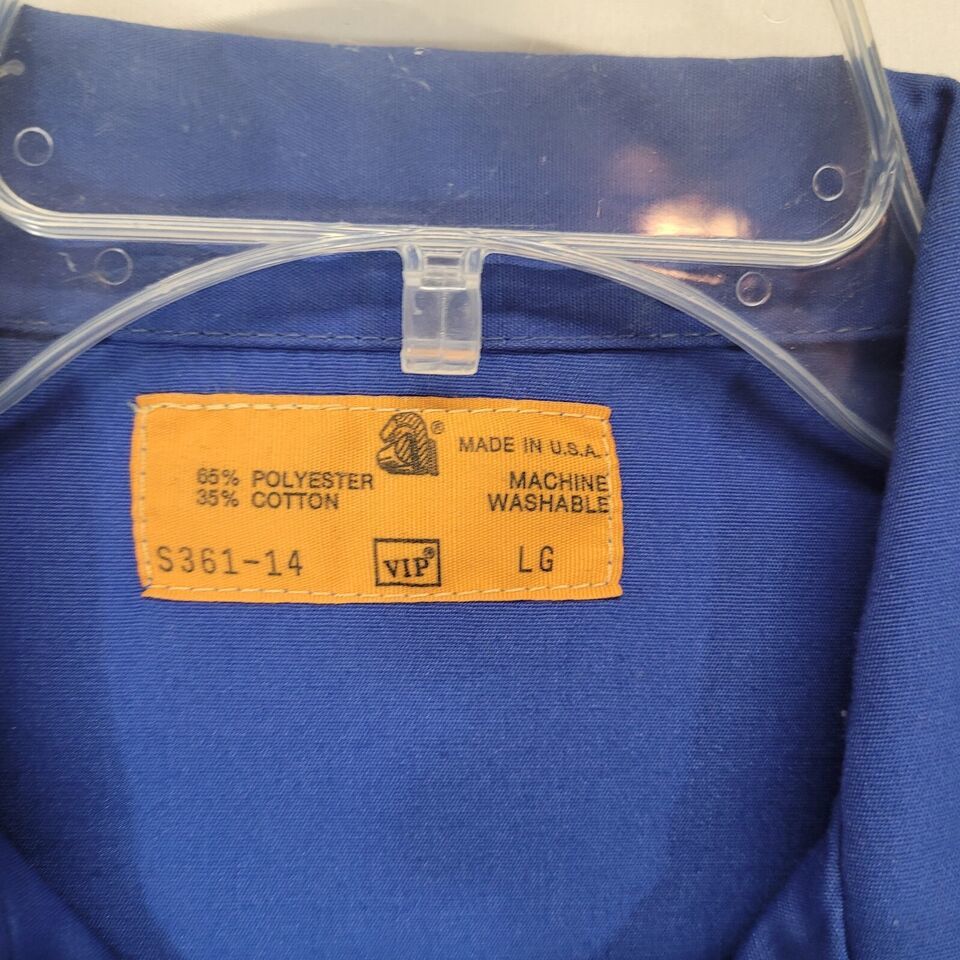 ® MADE IN U.S.A.
65% POLYESTER MACHINE
35% COTTON WASHABLE
S361-14 VIP® LG